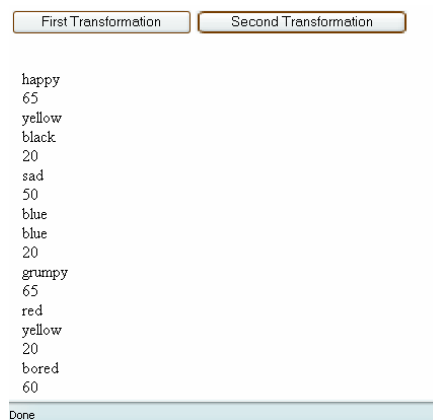 First Transformation Second Transformation
happy
65
yellow
black
20
sad
50
blue
blue
20
grumpy
65
red
yellow
20
bored
60
Done